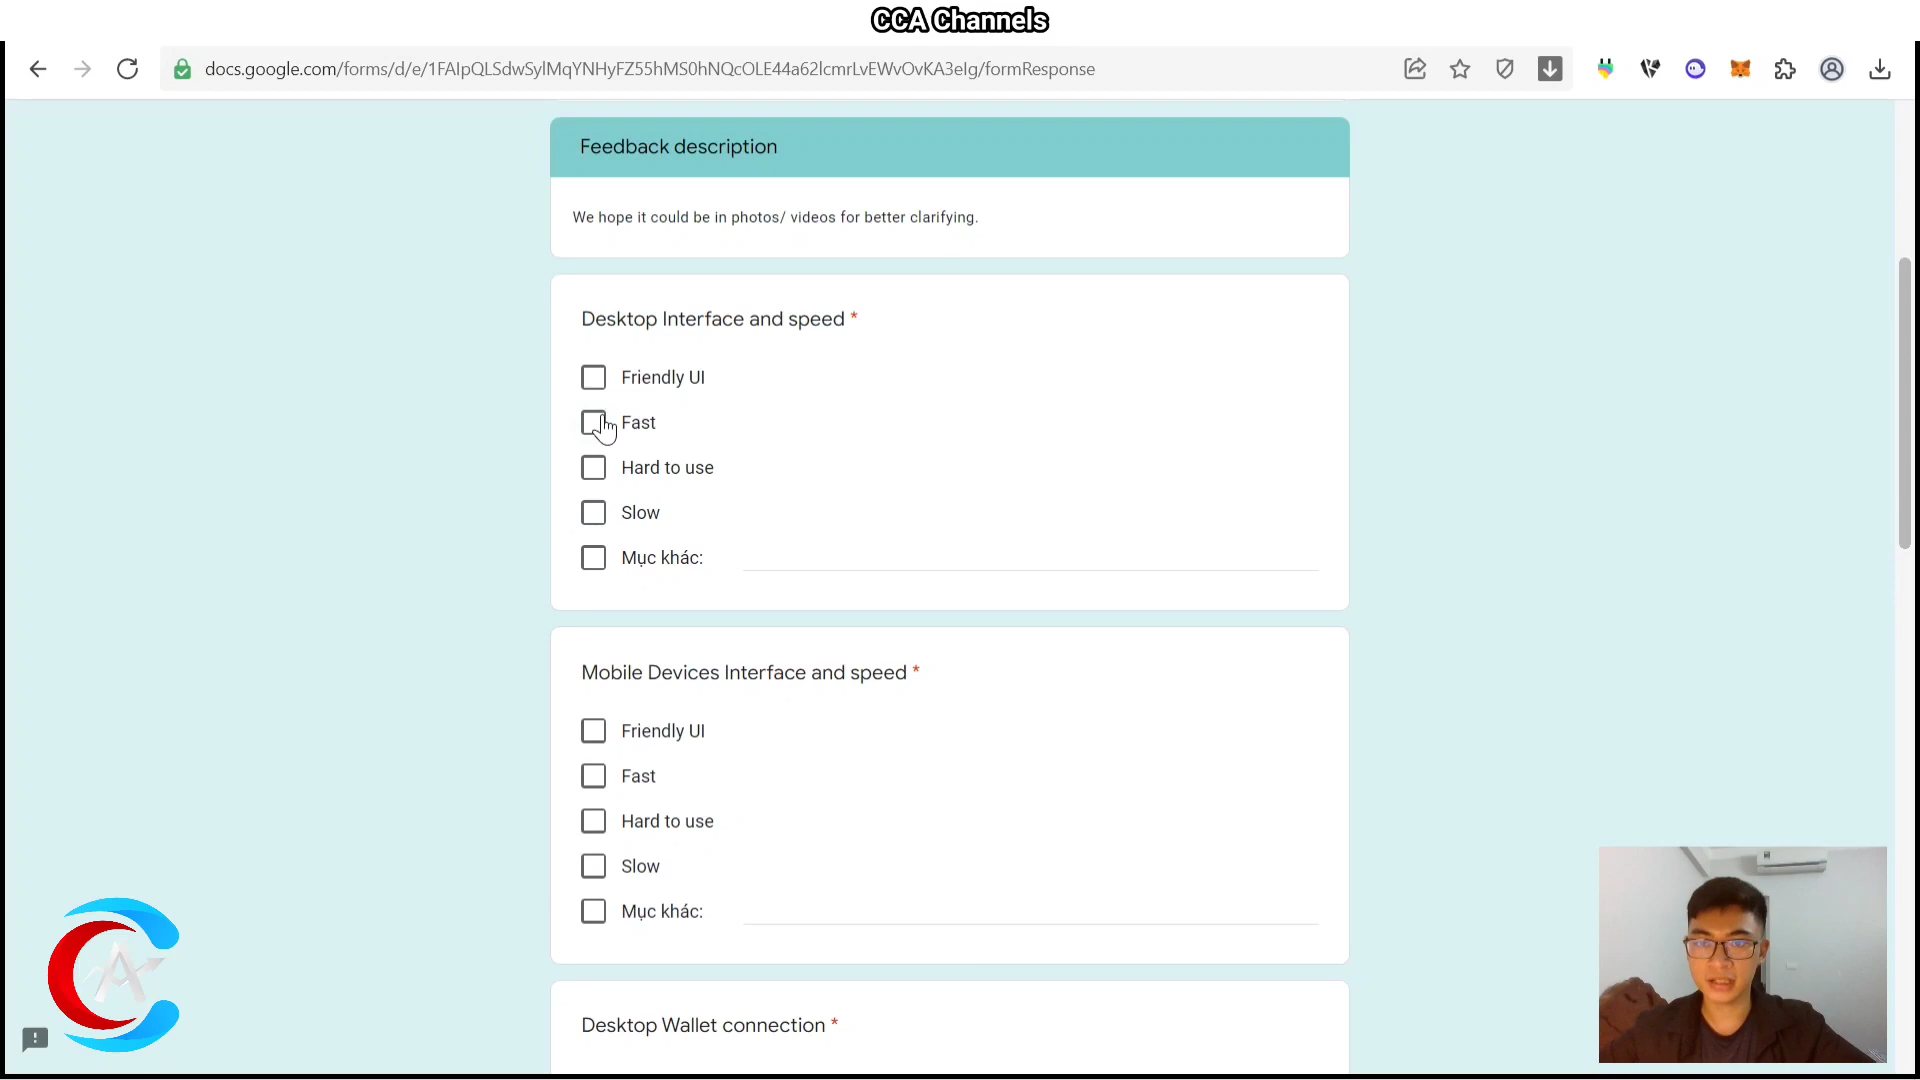 CCA Channels
docs.google.com/forms/d/e/1FAIpQLSdwSylMqYNHyFZ55hMS0hNQcOLE44a62lcmrLvEWvOvKA3eIg/formResponse
Feedback description
We hope it could be in photos/ videos for better clarifying.
Desktop Interface and speed *
Friendly UI
Fast
Hard to use
Slow
Mục khác:
Mobile Devices Interface and speed *
Friendly UI
Fast
Hard to use
Slow
Mục khác:
Desktop Wallet connection *
CA